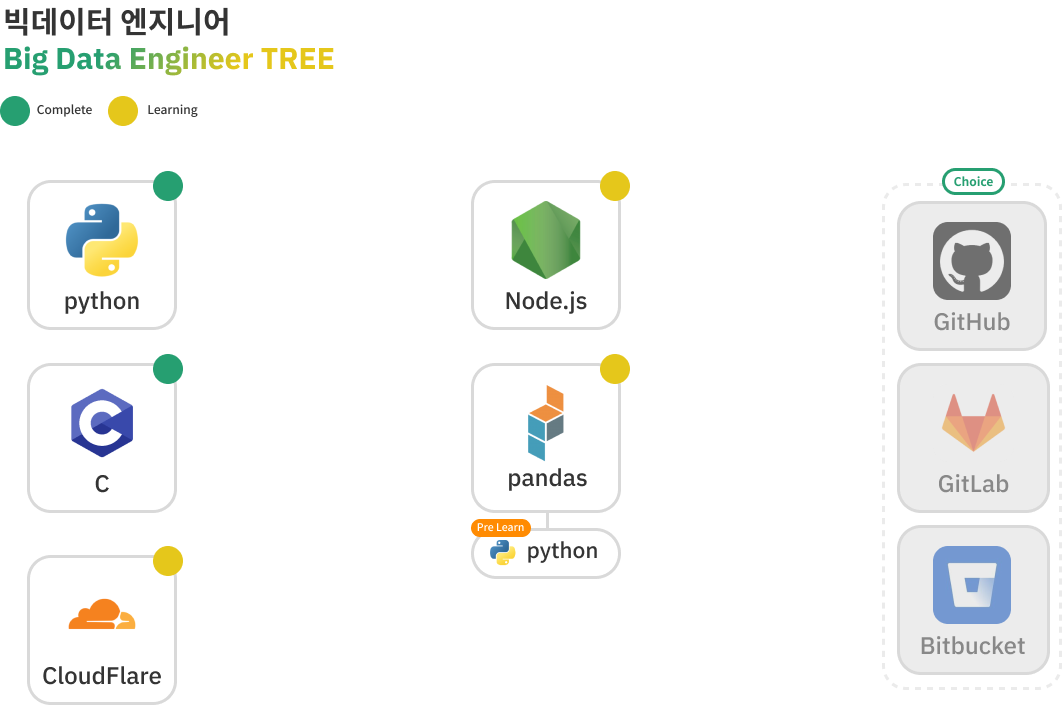 빅데이터 엔지니어
Big Data Engineer TREE
Complete
Learning
python
Node.js
Choice
GitHub
C
pandas
GitLab
Pre Learn
python
CloudFlare
Bitbucket